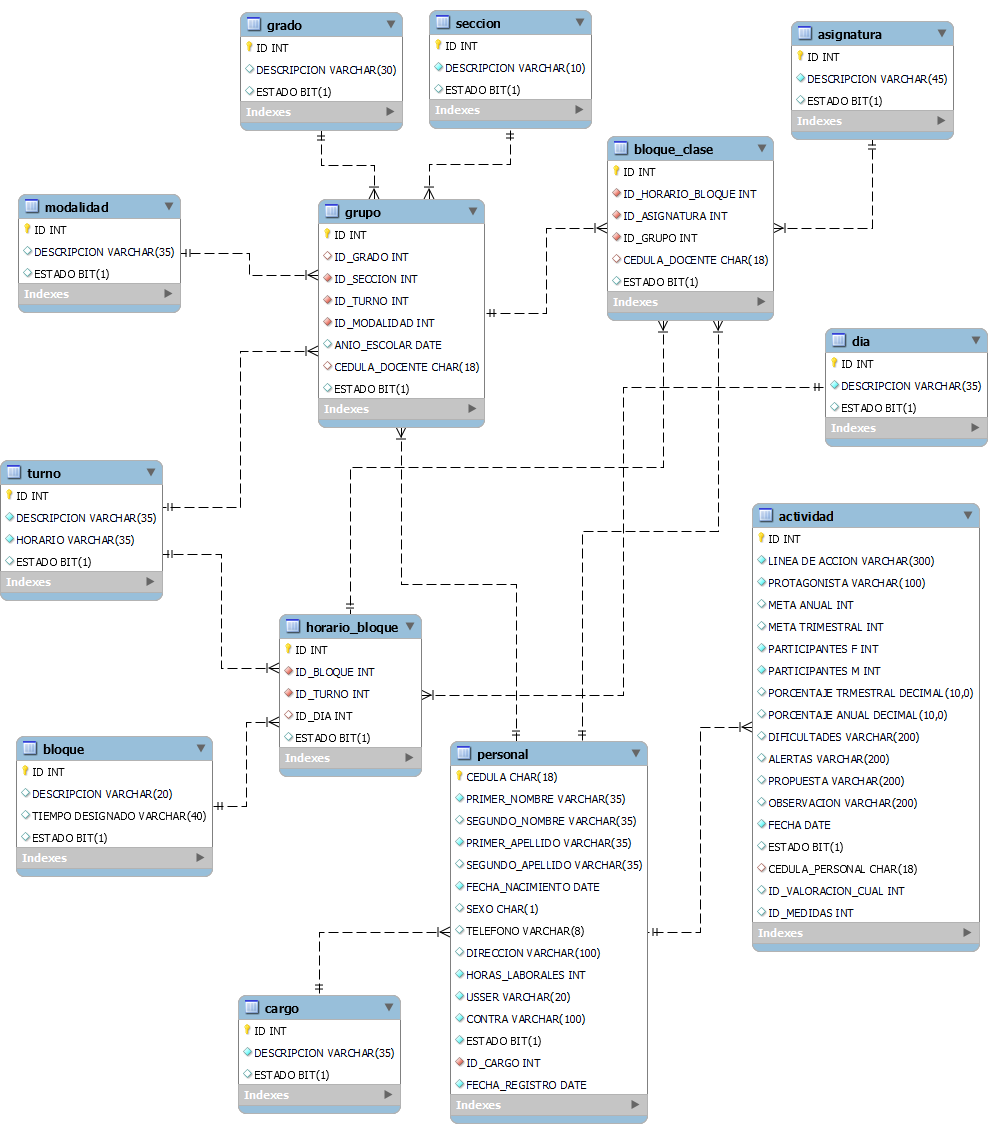 grado
ID INT
DESCRIPCION VARCHAR(30)
ESTADO BIT(1)
Indexes
seccion
ID INT
DESCRIPCION VARCHAR(10)
ESTADO BIT(1)
Indexes
asignatura
ID INT
DESCRIPCION VARCHAR(45)
ESTADO BIT(1)
Indexes
bloque_clase
ID INT
ID_HORARIO_BLOQUE INT
ID_ASIGNATURA INT
ID_GRUPO INT
CEDULA_DOCENTE CHAR(18)
ESTADO BIT(1)
Indexes
modalidad
ID INT
DESCRIPCION VARCHAR(35)
ESTADO BIT(1)
Indexes
grupo
ID INT
ID_GRADO INT
ID_SECCION INT
ID_TURNO INT
ID_MODALIDAD INT
ANIO_ESCOLAR DATE
CEDULA_DOCENTE CHAR(18)
ESTADO BIT(1)
Indexes
dia
ID INT
DESCRIPCION VARCHAR(35)
ESTADO BIT(1)
Indexes
turno
ID INT
DESCRIPCION VARCHAR(35)
HORARIO VARCHAR(35)
ESTADO BIT(1)
Indexes
actividad
ID INT
LINEA DE ACCION VARCHAR(300)
PROTAGONISTA VARCHAR(100)
META ANUAL INT
META TRIMESTRAL INT
PARTICIPANTES F INT
PARTICIPANTES M INT
PORCENTAJE TRMESTRAL DECIMAL(10,0)
PORCENTAJE ANUAL DECIMAL(10,0)
DIFICULTADES VARCHAR(200)
ALERTAS VARCHAR(200)
PROPUESTA VARCHAR(200)
OBSERVACION VARCHAR(200)
FECHA DATE
ESTADO BIT(1)
CEDULA_PERSONAL CHAR(18)
ID_VALORACION_CUAL INT
ID_MEDIDAS INT
Indexes
horario_bloque
ID INT
ID_BLOQUE INT
ID_TURNO INT
ID_DIA INT
ESTADO BIT(1)
Indexes
bloque
ID INT
DESCRIPCION VARCHAR(20)
TIEMPO DESIGNADO VARCHAR(40)
ESTADO BIT(1)
Indexes
personal
CEDULA CHAR(18)
PRIMER_NOMBRE VARCHAR(35)
SEGUNDO_NOMBRE VARCHAR(35)
PRIMER_APELLIDO VARCHAR(35)
SEGUNDO_APELLIDO VARCHAR(35)
FECHA_NACIMIENTO DATE
SEXO CHAR(1)
TELEFONO VARCHAR(8)
DIRECCION VARCHAR(100)
HORAS_LABORALES INT
USSER VARCHAR(20)
CONTRA VARCHAR(100)
ESTADO BIT(1)
ID_CARGO INT
FECHA_REGISTRO DATE
Indexes
cargo
ID INT
DESCRIPCION VARCHAR(35)
ESTADO BIT(1)
Indexes